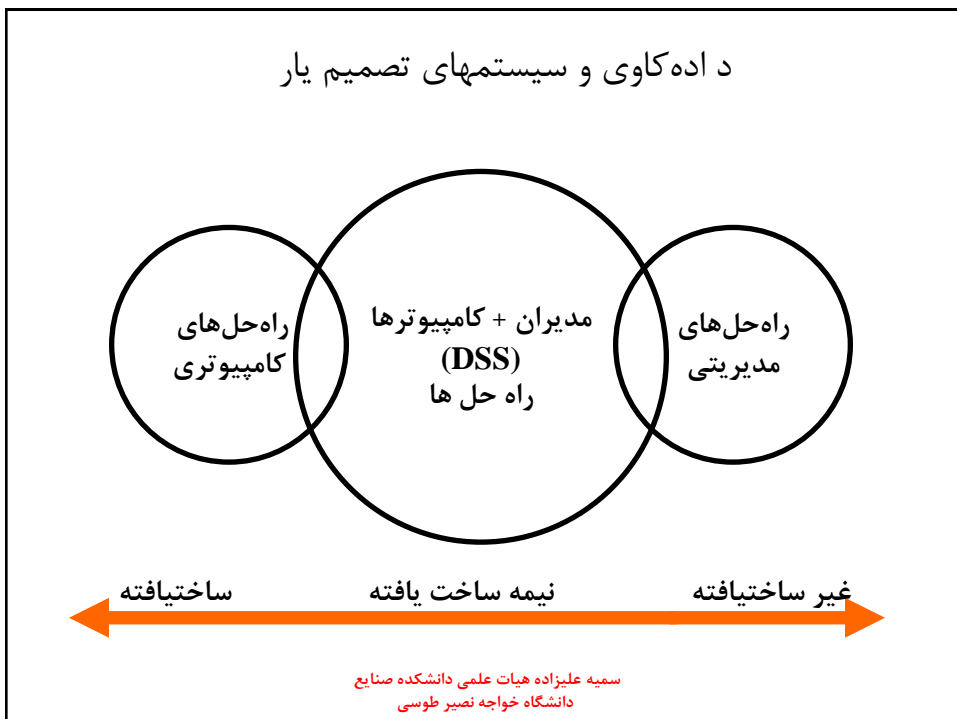 د اده‌کاوی و سیستمهای تصمیم یار
راه‌حل‌های
مدیریتی
مدیران + کامپیوترها
(DSS)
راه حل ها
راه‌حل‌های
کامپیوتری
غیر ساختیافته
نیمه ساخت یافته
ساختیافته
سمیه علیزاده هیات علمی دانشکده صنایع
دانشگاه خواجه نصیر طوسی